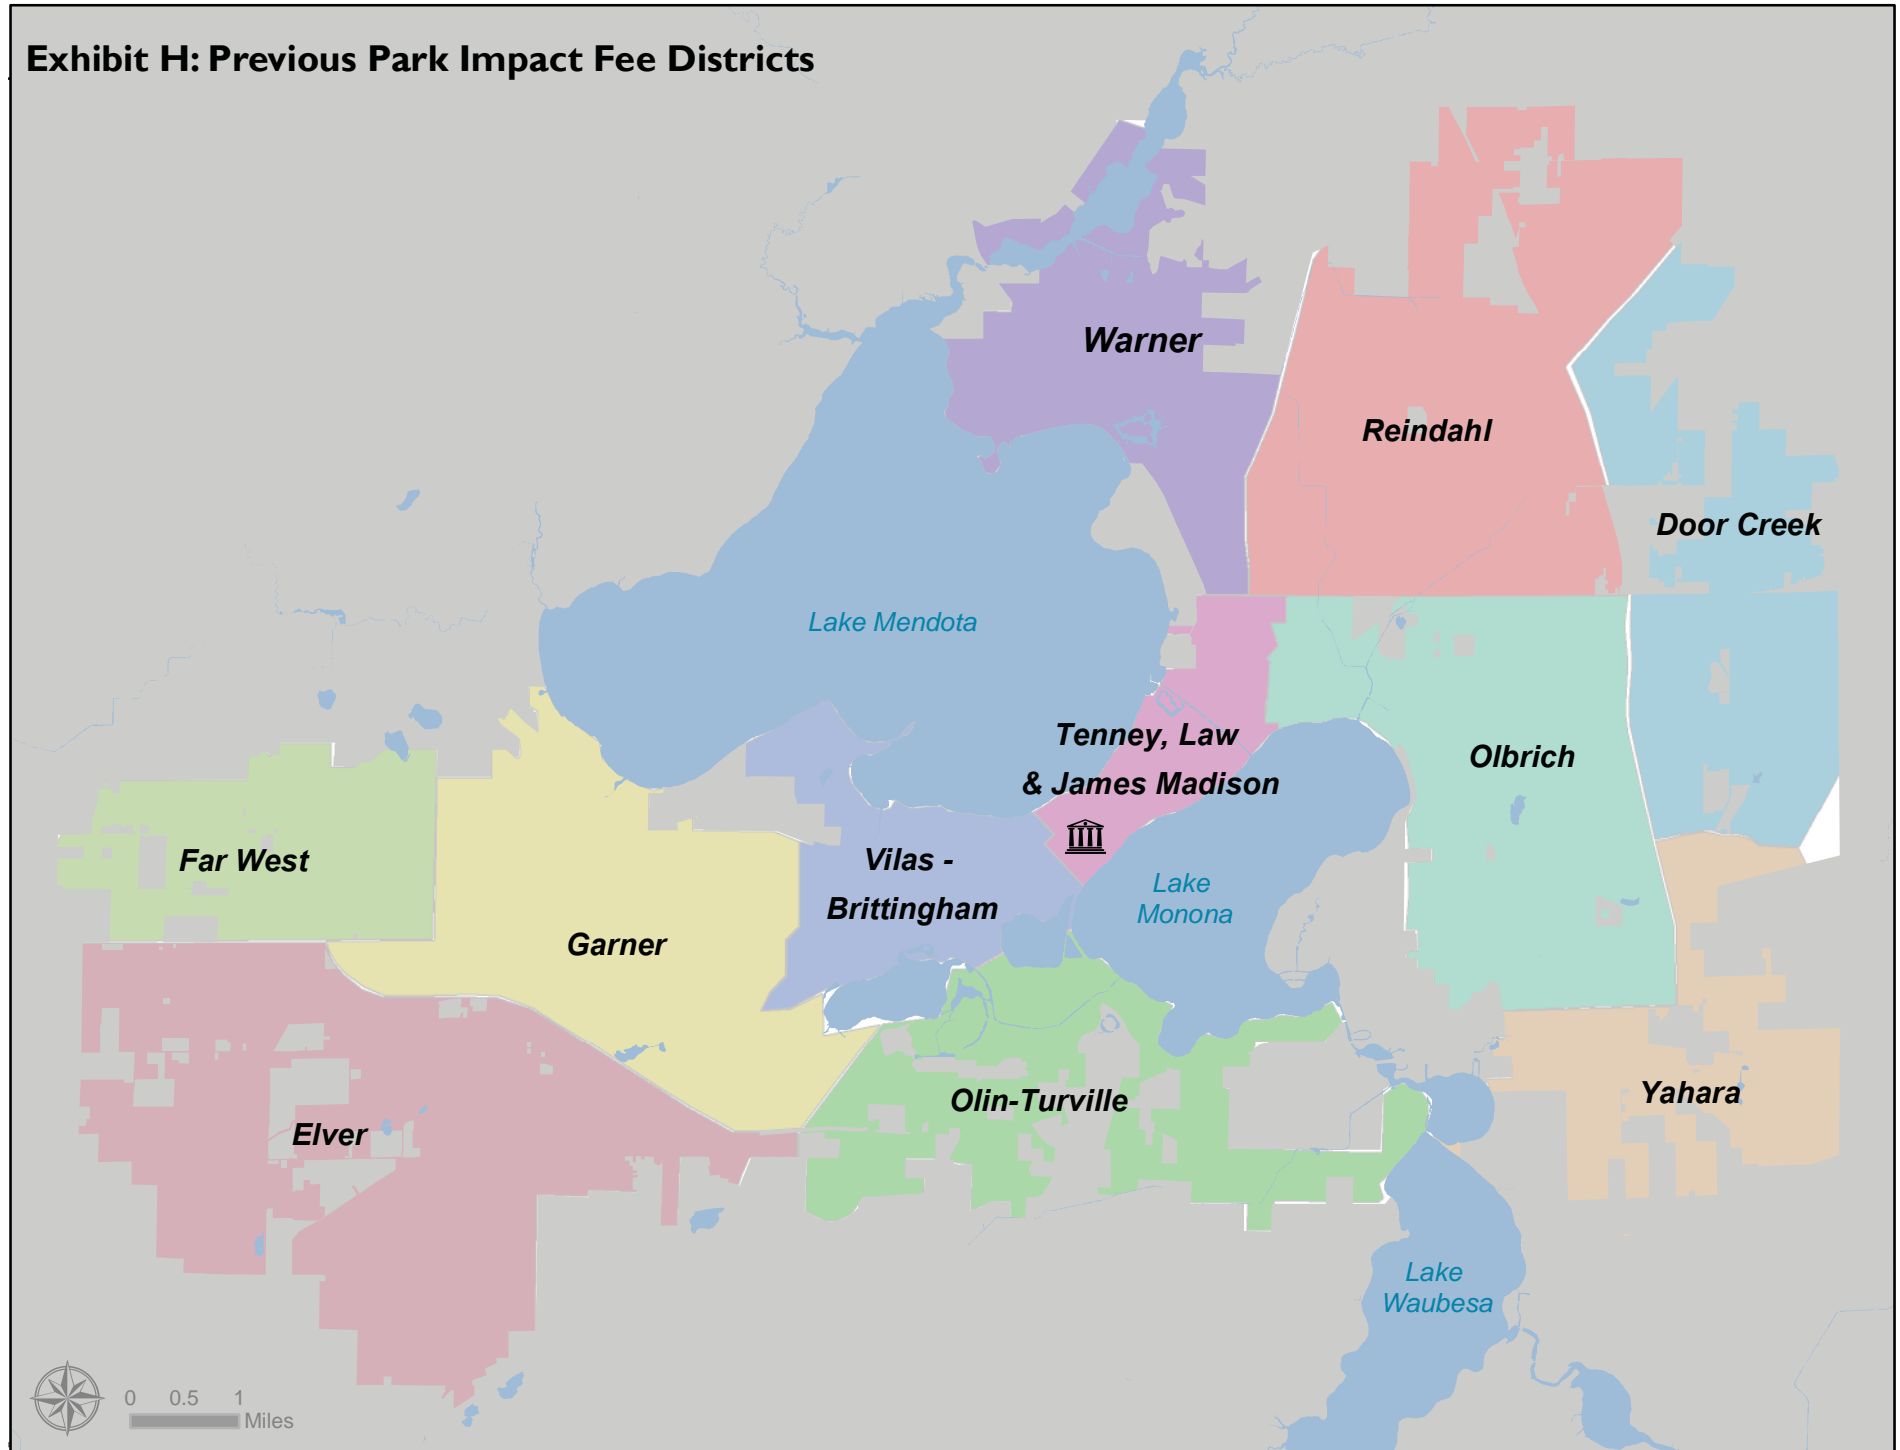 Exhibit H: Previous Park Impact Fee Districts
Warner
Reindahl
Door Creek
Lake Mendota
Tenney, Law
& James Madison
Olbrich
Far West
Vilas -
Brittingham
Lake
Monona
Garner
Olin-Turville
Yahara
Elver
Lake
Waubesa
0 0.5 1
Miles